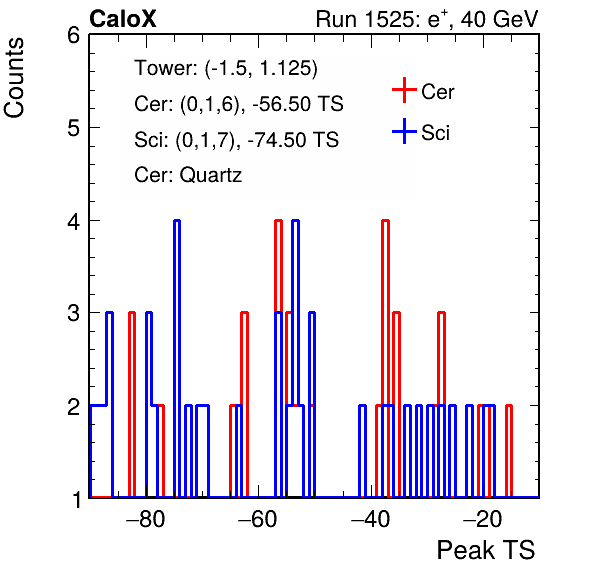 CaloX
Run 1525: e⁺, 40 GeV
Counts
6
5
4
3
2
1
Tower: (-1.5, 1.125)
Cer: (0,1,6), -56.50 TS
Sci: (0,1,7), -74.50 TS
Cer: Quartz
Cer
Sci
−80
−60
−40
−20
Peak TS